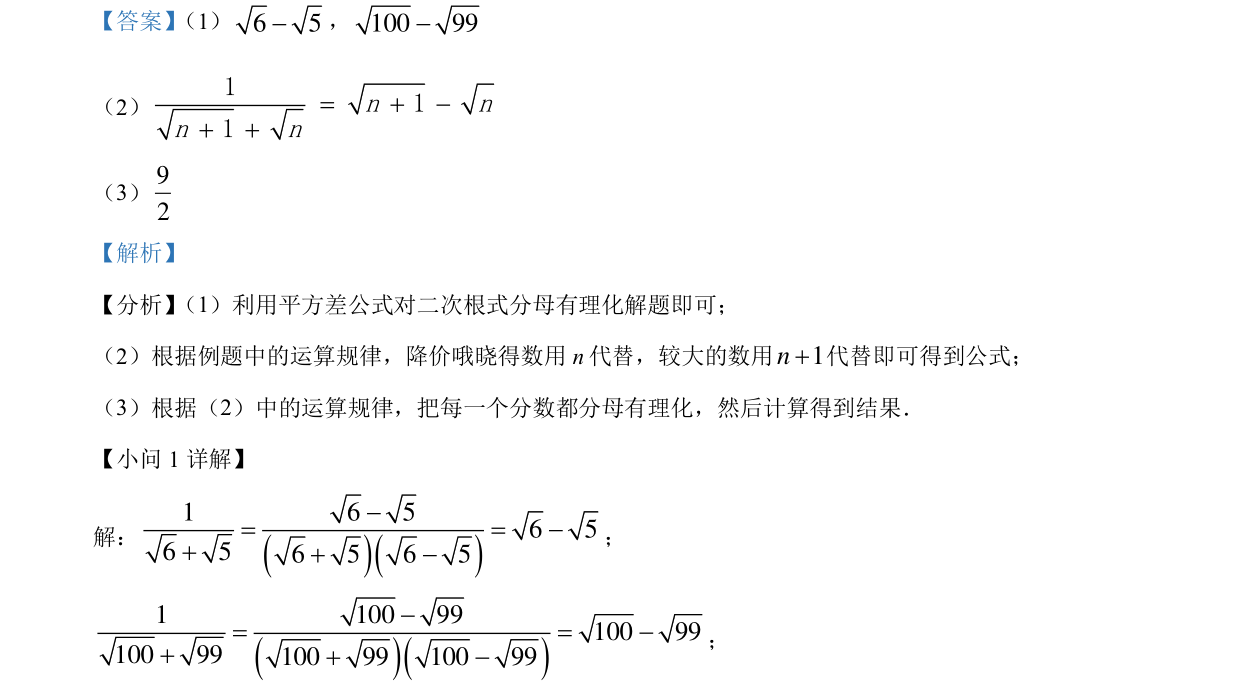 【答案】（1）√6−√5，√100−√99
（2）1/(√(n+1)+√n) = √(n+1) − √n
（3）9/2
【解析】
【分析】（1）利用平方差公式对二次根式分母有理化解题即可；
（2）根据例题中的运算规律，降价哦晓得数用 n 代替，较大的数用 n+1代替即可得到公式；
（3）根据（2）中的运算规律，把每一个分数都分母有理化，然后计算得到结果．
【小问 1 详解】
解：1/(√6+√5)=(√6−√5)/((√6+√5)(√6−√5))=√6−√5；
1/(√100+√99)=(√100−√99)/((√100+√99)(√100−√99))=√100−√99；